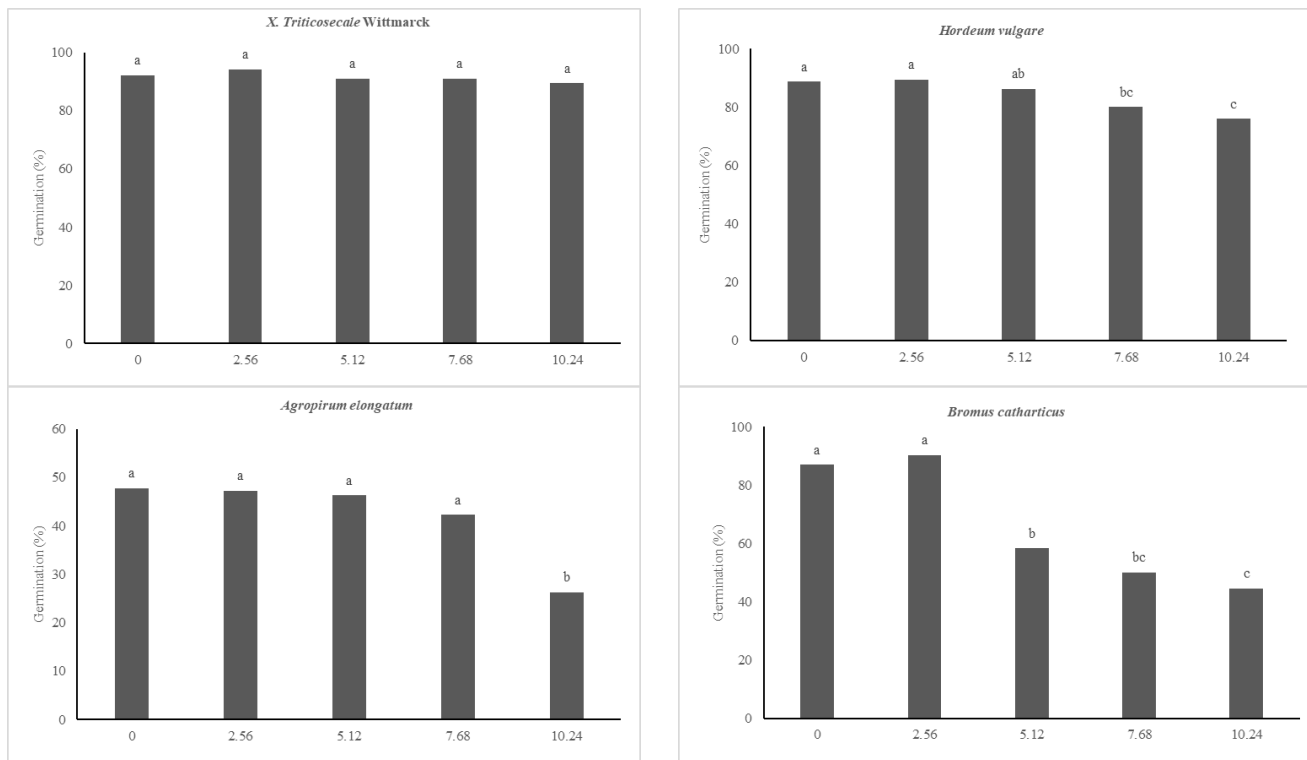 X. Triticosecale Wittmarck
Germination (%)
100
80
60
40
20
0
a
a
a
a
a
0 2.56 5.12 7.68 10.24
Hordeum vulgare
Germination (%)
100
80
60
40
20
0
a
a
ab
bc
c
0 2.56 5.12 7.68 10.24
Agropirum elongatum
Germination (%)
60
50
40
30
20
10
0
a
a
a
a
b
0 2.56 5.12 7.68 10.24
Bromus catharticus
Germination (%)
100
80
60
40
20
0
a
a
b
bc
c
0 2.56 5.12 7.68 10.24